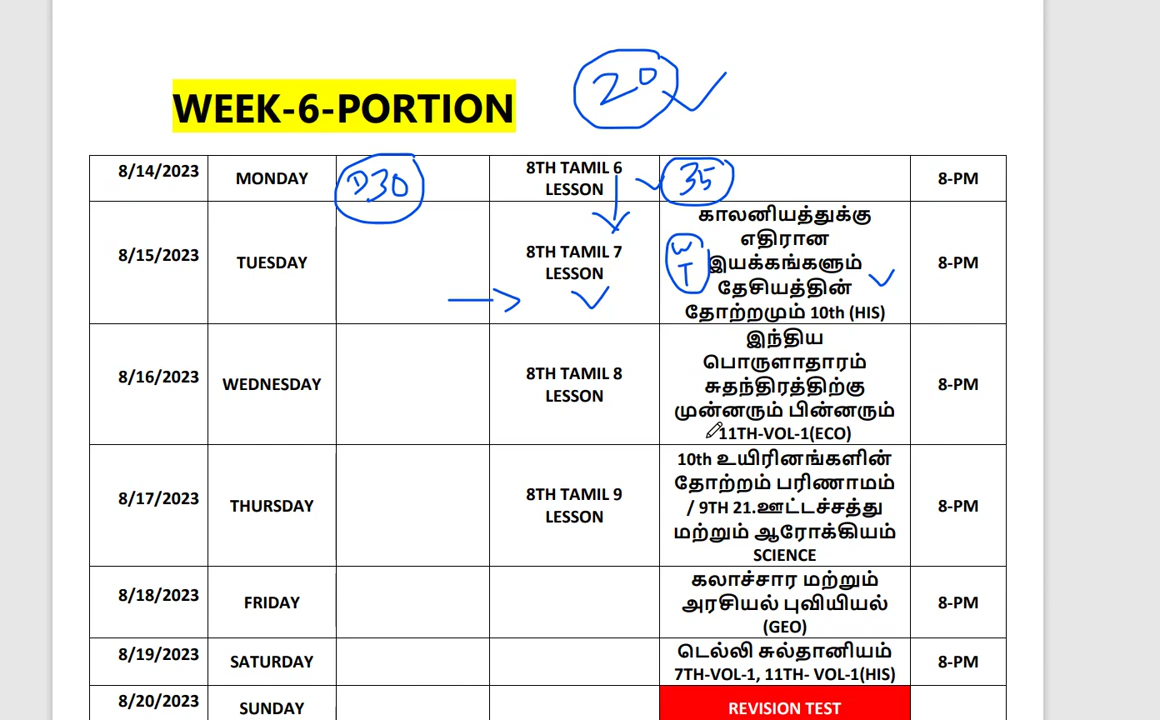 WEEK-6-PORTION
20
8/14/2023 MONDAY D30 8TH TAMIL 6 35 8-PM
LESSON
8/15/2023 TUESDAY 8TH TAMIL 7 காலனியத்துக்கு 8-PM
LESSON W எதிரான
T இயக்கங்களும்
தேசியத்தின்
தோற்றமும் 10th (HIS)
8/16/2023 WEDNESDAY 8TH TAMIL 8 இந்திய 8-PM
LESSON பொருளாதாரம்
சுதந்திரத்திற்கு
முன்னரும் பின்னரும்
11TH-VOL-1(ECO)
8/17/2023 THURSDAY 8TH TAMIL 9 10th உயிரினங்களின் 8-PM
LESSON தோற்றம் பரிணாமம்
/ 9TH 21.ஊட்டச்சத்து
மற்றும் ஆரோக்கியம்
SCIENCE
8/18/2023 FRIDAY கலாச்சார மற்றும் 8-PM
அரசியல் புவியியல்
(GEO)
8/19/2023 SATURDAY டெல்லி சுல்தானியம் 8-PM
7TH-VOL-1, 11TH- VOL-1(HIS)
8/20/2023 SUNDAY REVISION TEST